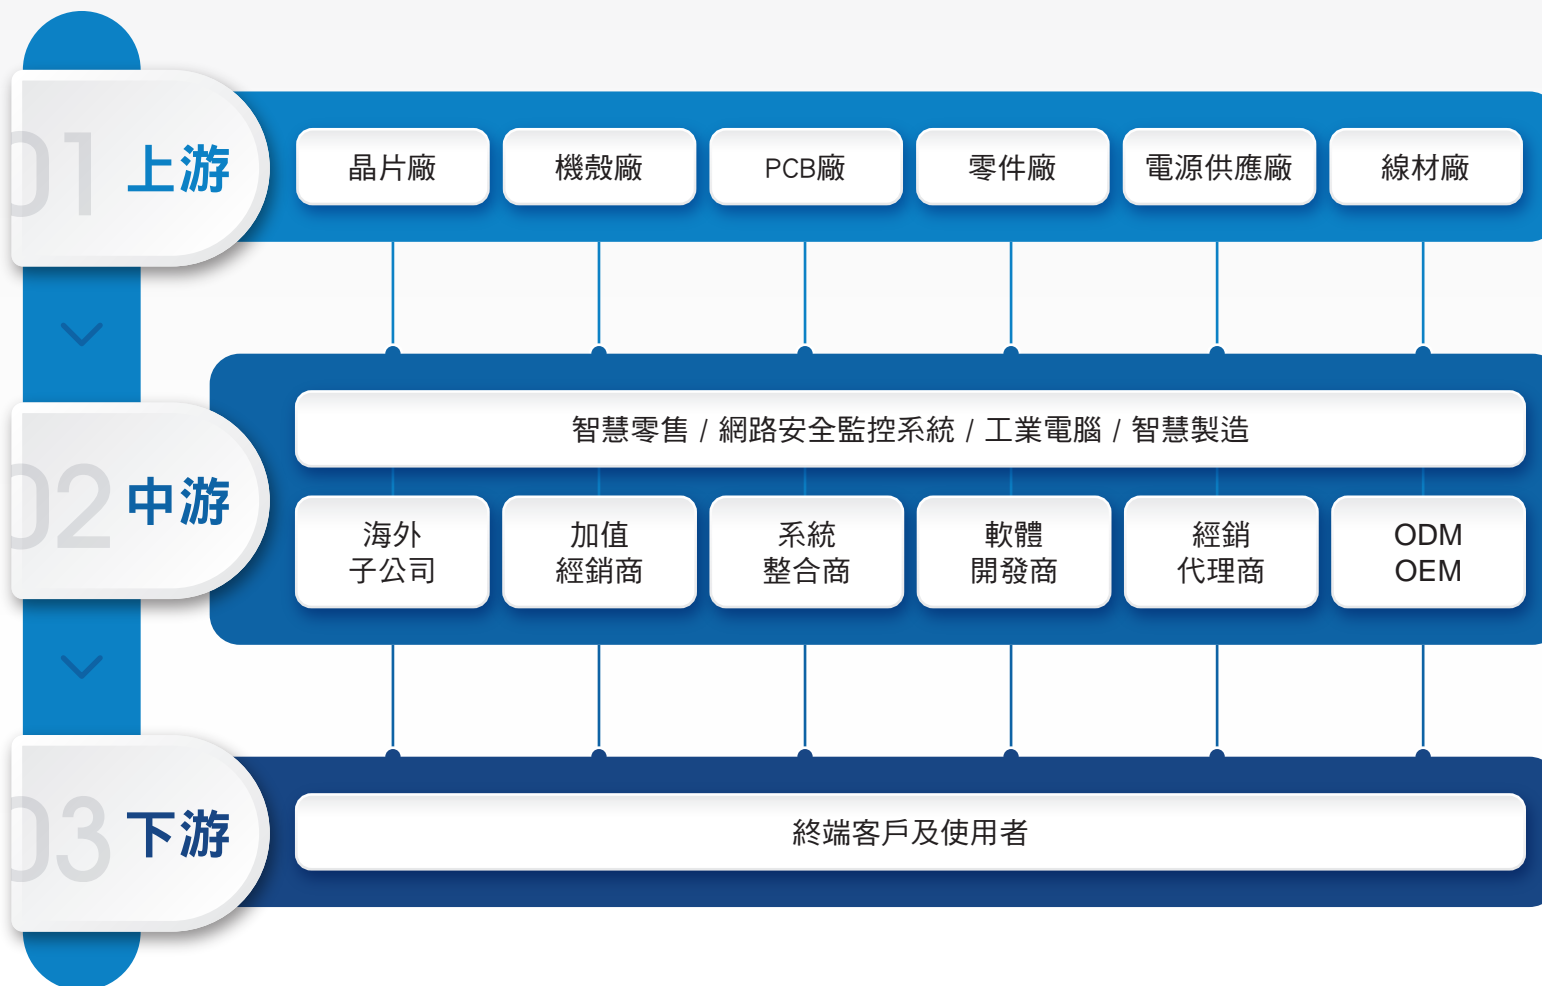 01 上游
晶片廠
機殼廠
PCB廠
零件廠
電源供應廠
線材廠
02 中游
智慧零售 / 網路安全監控系統 / 工業電腦 / 智慧製造
海外
子公司
加值
經銷商
系統
整合商
軟體
開發商
經銷
代理商
ODM
OEM
03 下游
終端客戶及使用者